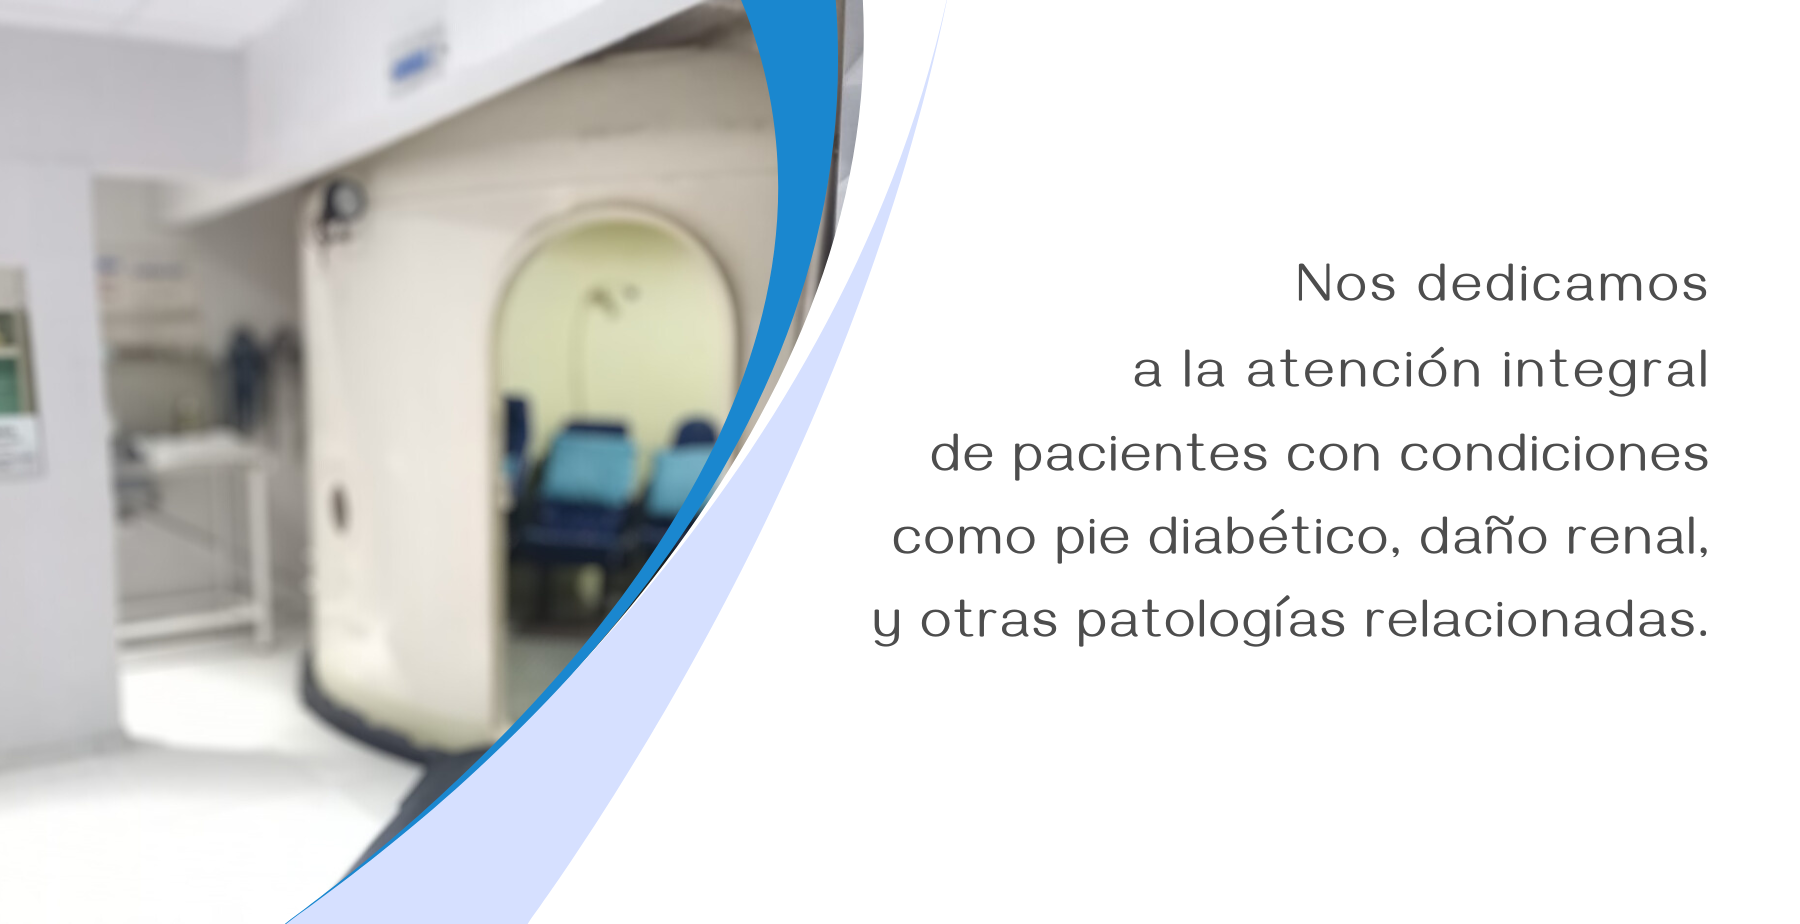 Nos dedicamos
a la atención integral
de pacientes con condiciones
como pie diabético, daño renal,
y otras patologías relacionadas.